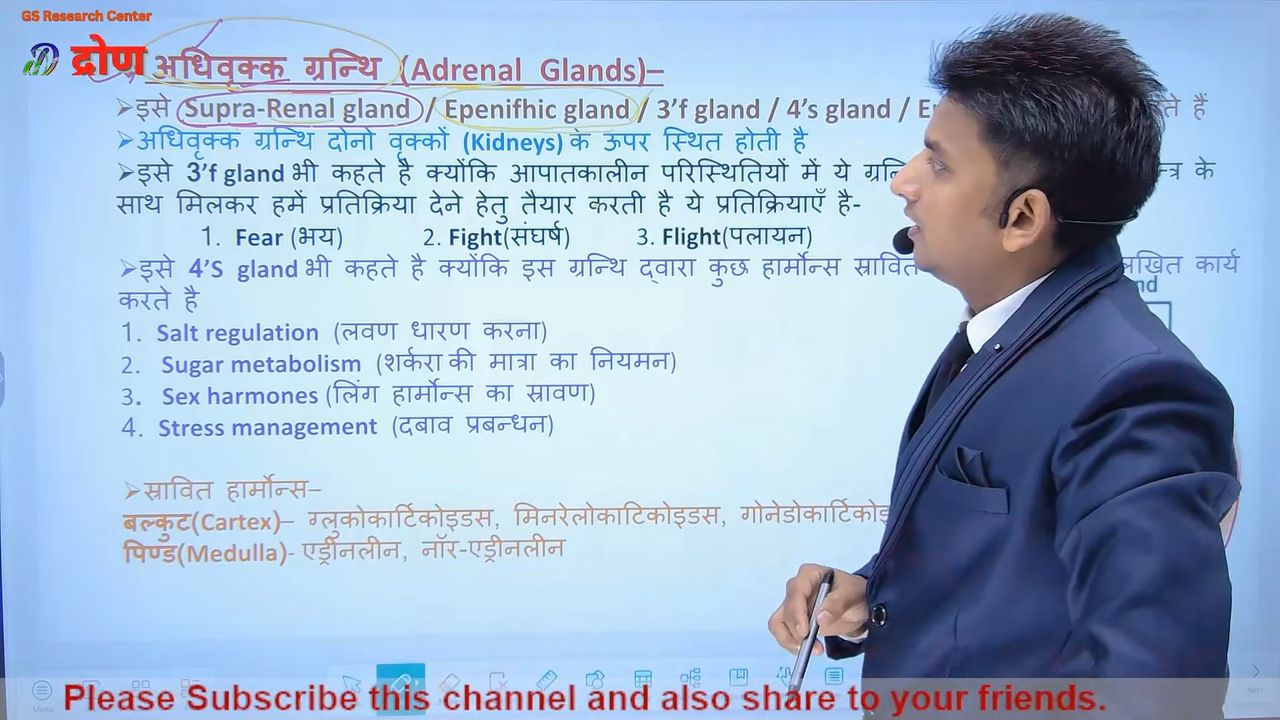 GS Research Center
द्रोण
अधिवृक्क ग्रन्थि (Adrenal Glands)–
➢इसे Supra-Renal gland / Epenifhic gland / 3'f gland / 4's gland / ते हैं
➢अधिवृक्क ग्रन्थि दोनो वृक्कों (Kidneys) के ऊपर स्थित होती है
➢इसे 3'f gland भी कहते है क्योंकि आपातकालीन परिस्थितियों में ये के
साथ मिलकर हमें प्रतिक्रिया देने हेतु तैयार करती है ये प्रतिक्रियाएँ है-
1. Fear (भय) 2. Fight(संघर्ष) 3. Flight(पलायन)
➢इसे 4'S gland भी कहते है क्योंकि इस ग्रन्थि द्वारा कुछ हार्मोन्स स्रावित कार्य
करते है
1. Salt regulation (लवण धारण करना)
2. Sugar metabolism (शर्करा की मात्रा का नियमन)
3. Sex harmones (लिंग हार्मोन्स का स्रावण)
4. Stress management (दबाव प्रबन्धन)
➢स्रावित हार्मोन्स–
बल्कुट(Cartex)– ग्लुकोकार्टिकोइडस, मिनरेलोकाटिकोइडस,
पिण्ड(Medulla)- एड्रीनलीन, नॉर-एड्रीनलीन
Please Subscribe this channel and also share to your friends.